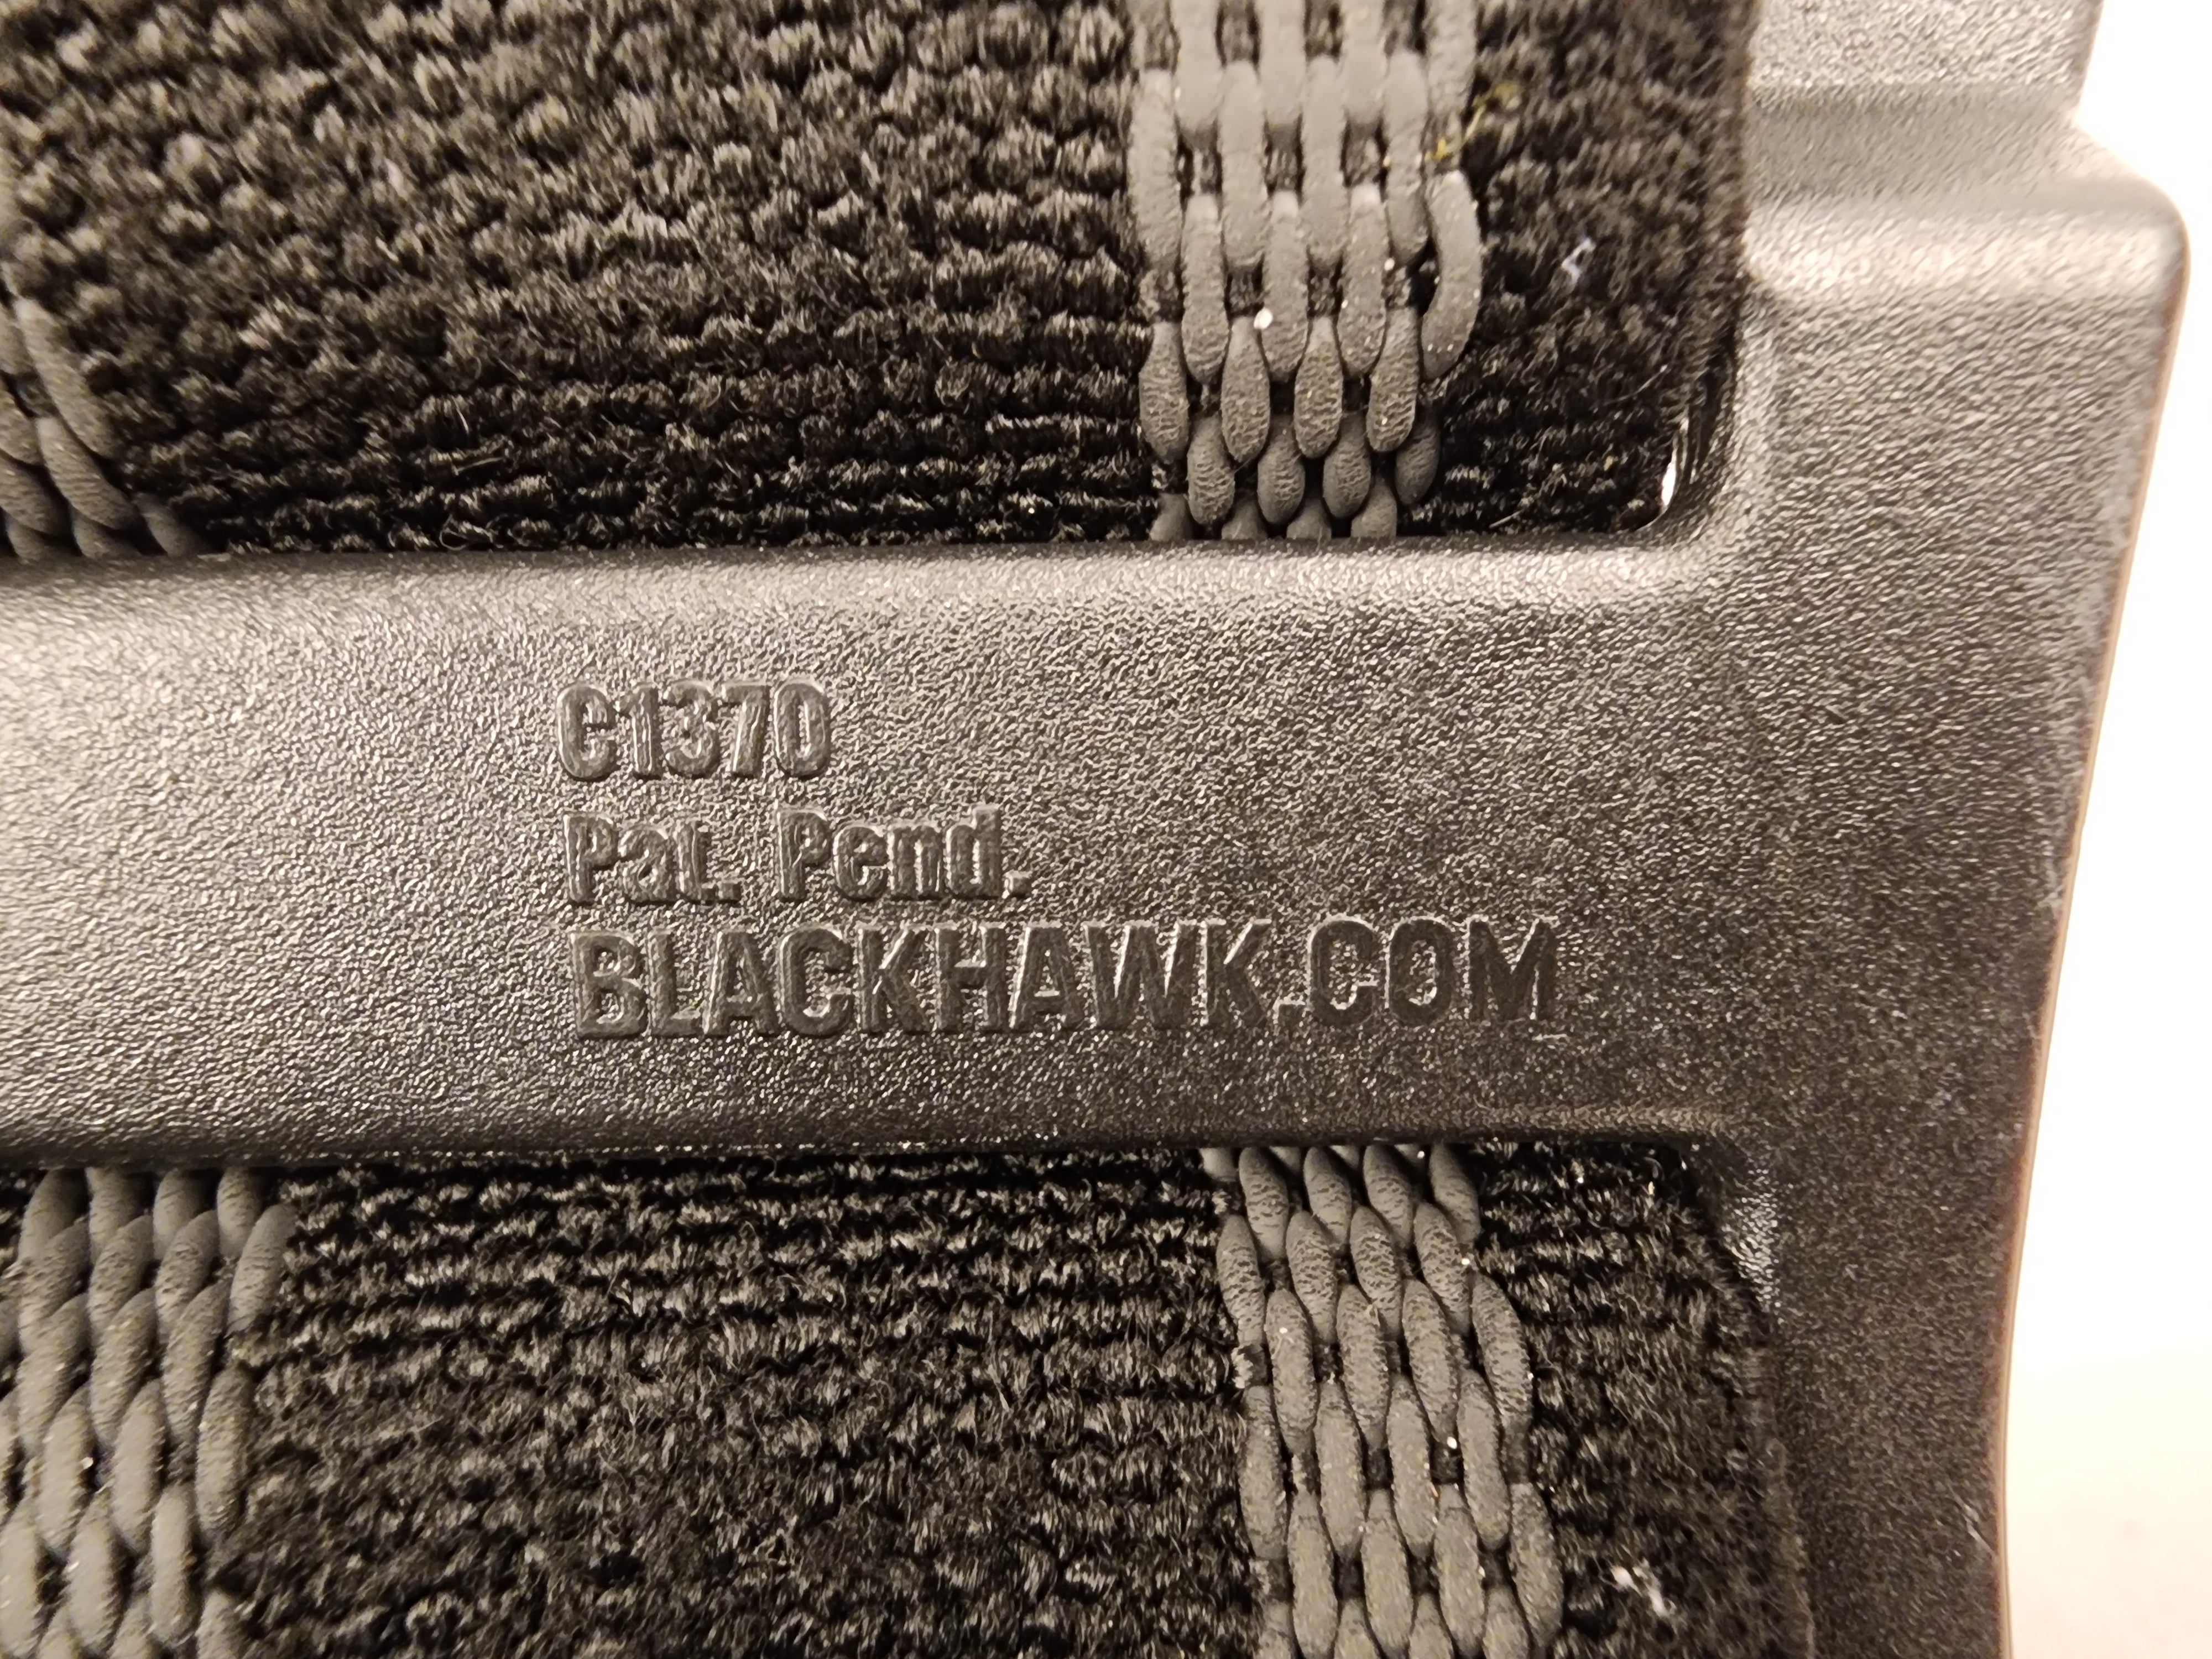 C1370
Pat. Pend.
BLACKHAWK.COM